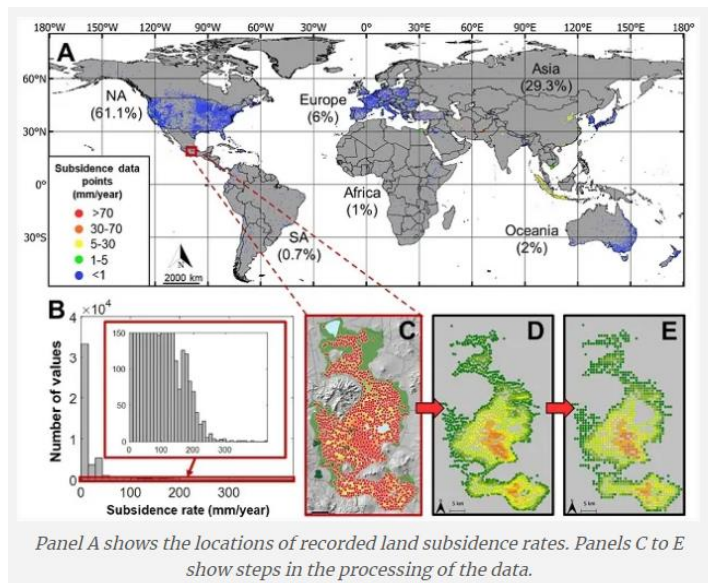 180° 150°W 120°W 90°W 60°W 30°W 0° 30°E 60°E 90°E 120°E 150°E 180°
A
60°N
30°N
0°
30°S
NA
(61.1%)
Europe
(6%)
Asia
(29.3%)
Africa
(1%)
SA
(0.7%)
Oceania
(2%)
Subsidence data
points
(mm/year)
>70
30-70
5-30
1-5
<1
N
2000 km
B
4 ×10⁴
3
2
1
0
Number of values
0 100 200 300
Subsidence rate (mm/year)
150
100
50
0
0 100 200 300
C
D
5 km
E
5 km
Panel A shows the locations of recorded land subsidence rates. Panels C to E
show steps in the processing of the data.